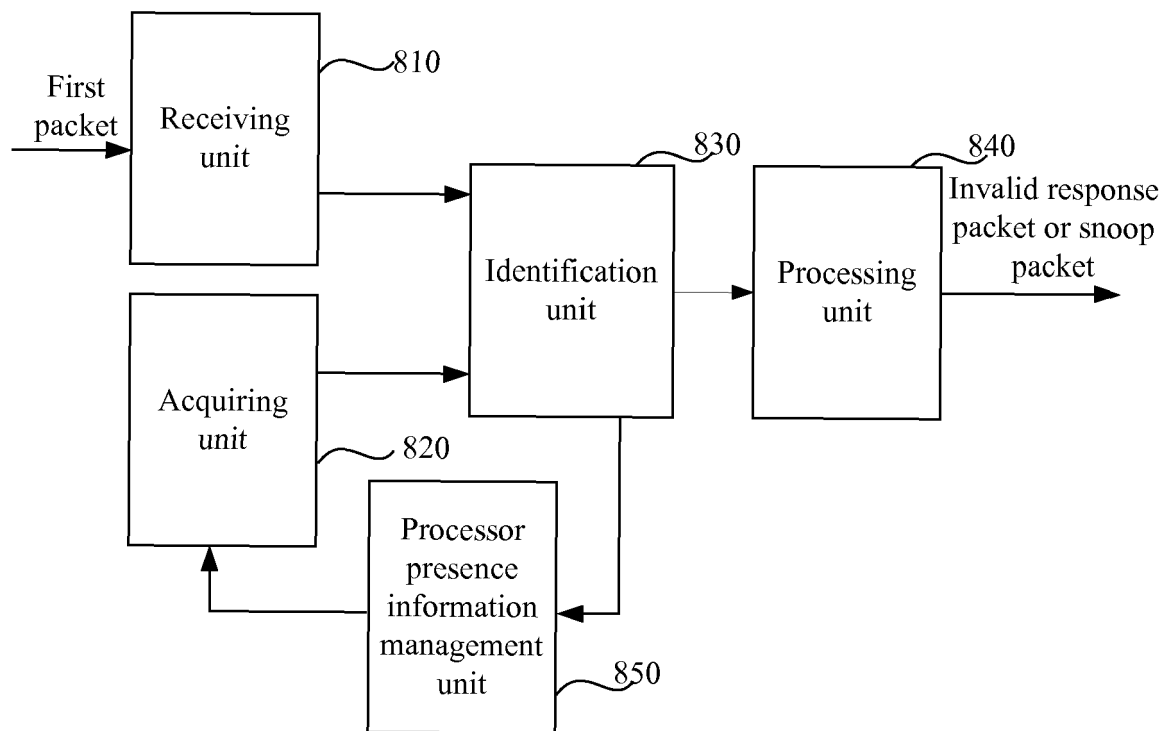 First
packet
Receiving
unit
810
Identification
unit
830
Processing
unit
840
Invalid response
packet or snoop
packet
Acquiring
unit
820
Processor
presence
information
management
unit
850